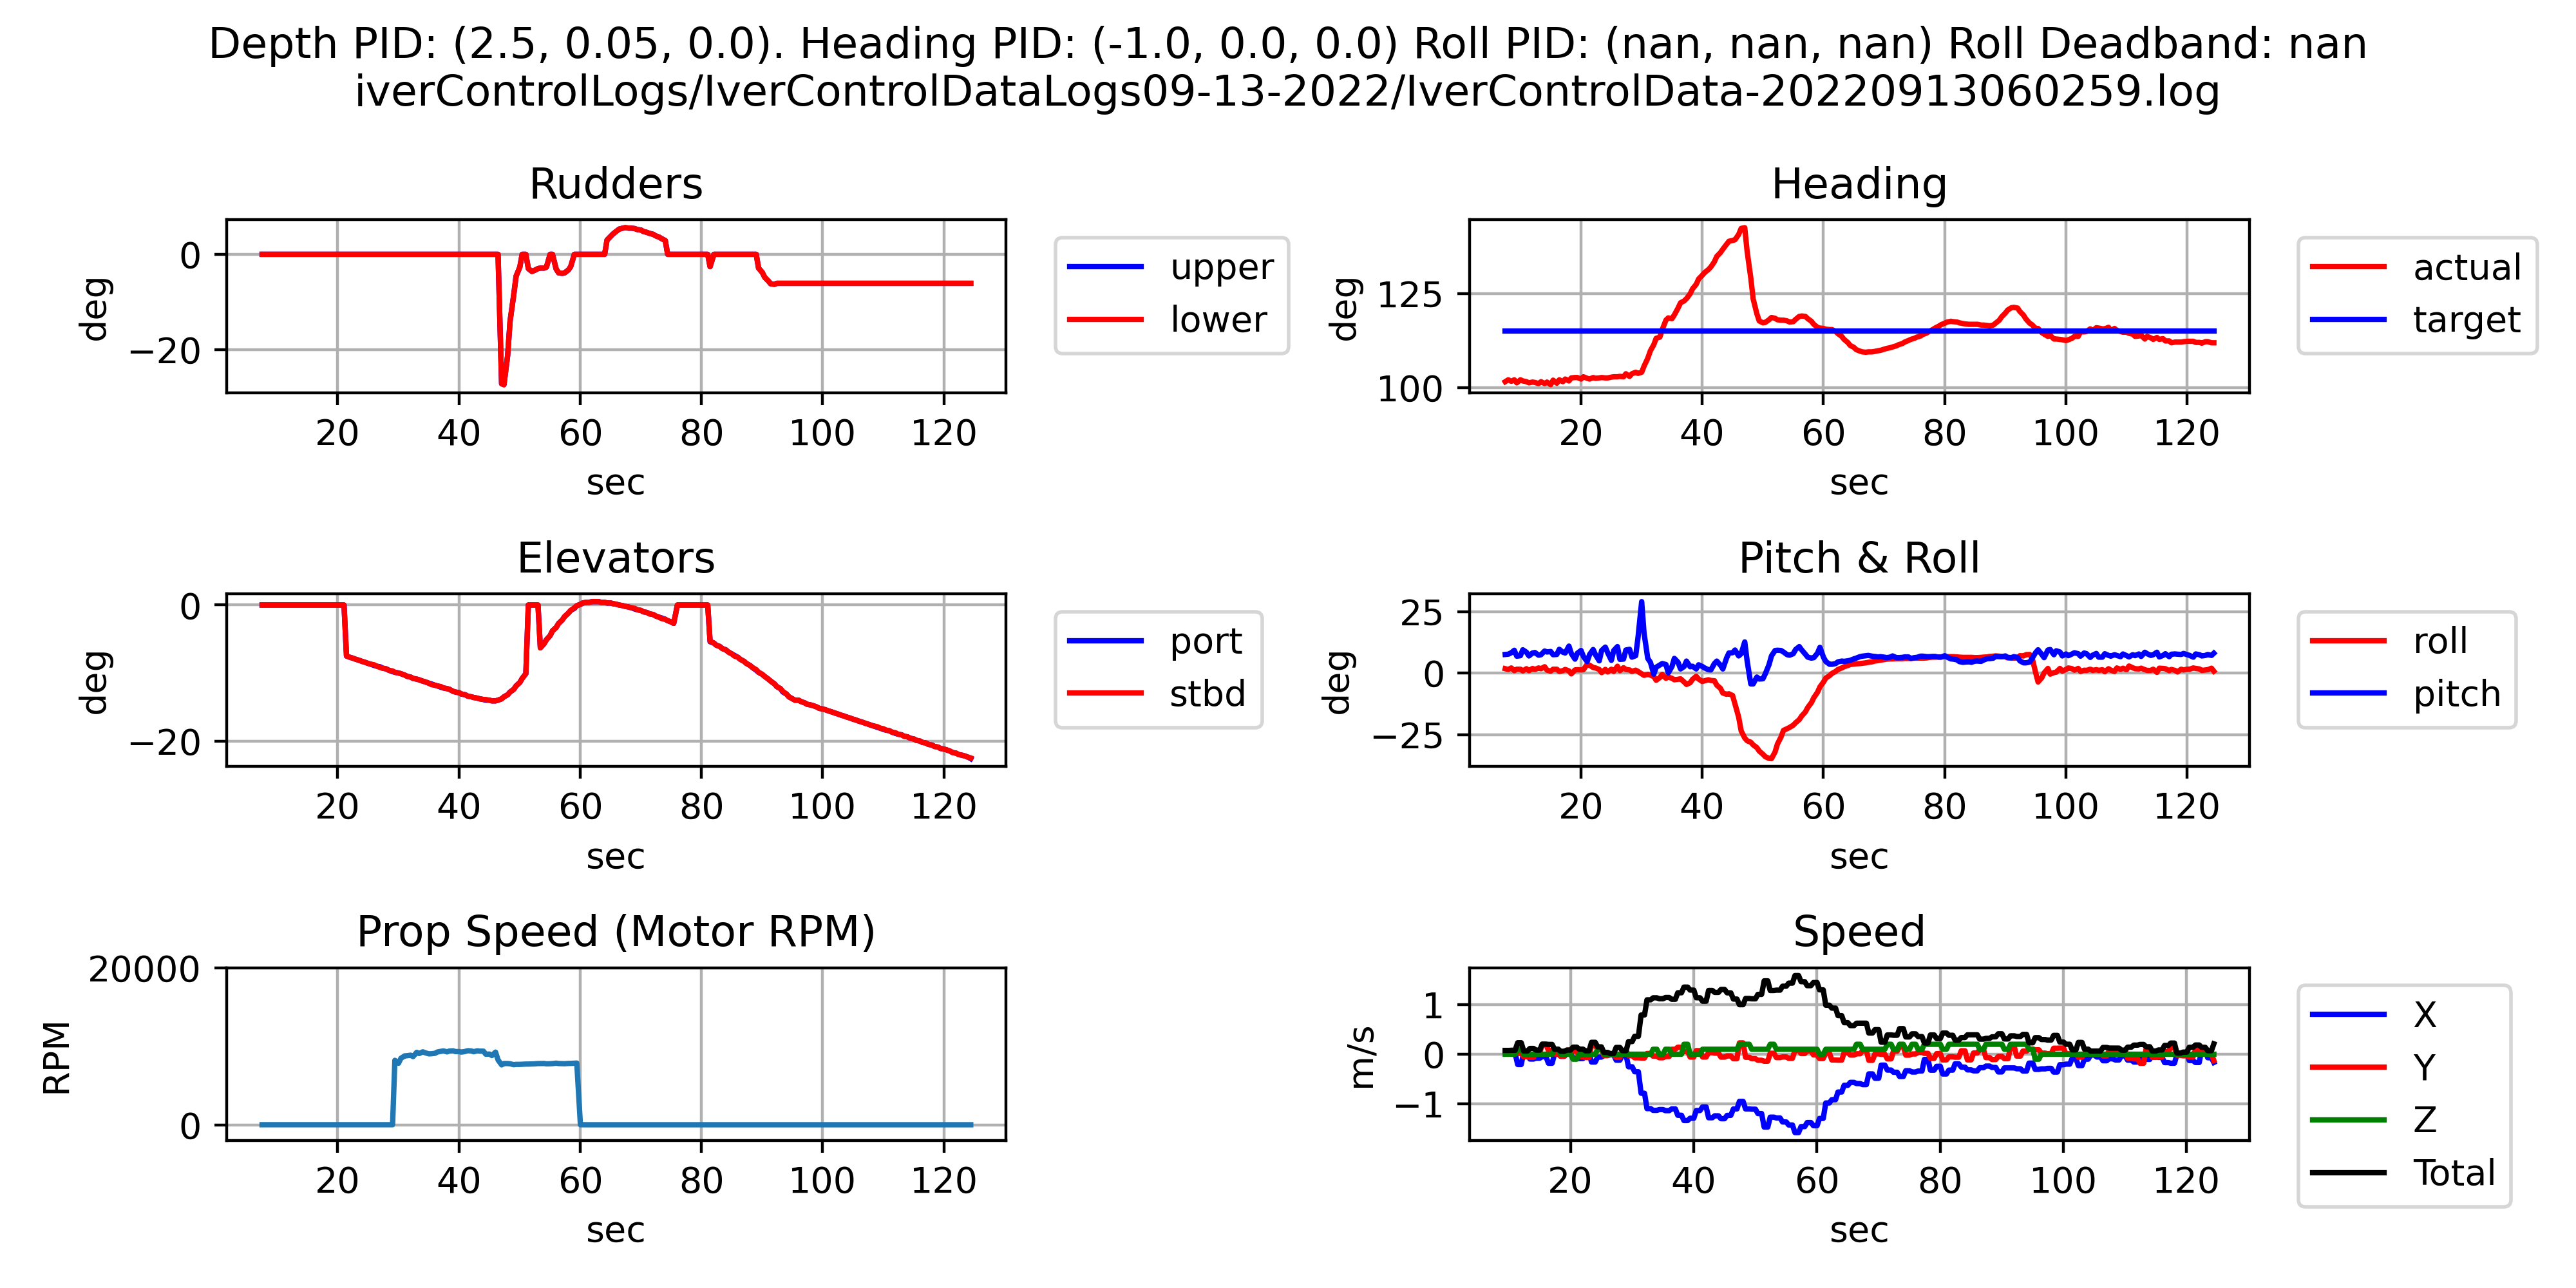 Depth PID: (2.5, 0.05, 0.0). Heading PID: (-1.0, 0.0, 0.0) Roll PID: (nan, nan, nan) Roll Deadband: nan
iverControlLogs/IverControlDataLogs09-13-2022/IverControlData-20220913060259.log
Rudders
deg
0
−20
20 40 60 80 100 120
sec
upper
lower
Heading
deg
125
100
20 40 60 80 100 120
sec
actual
target
Elevators
deg
0
−20
20 40 60 80 100 120
sec
port
stbd
Pitch & Roll
deg
25
0
−25
20 40 60 80 100 120
sec
roll
pitch
Prop Speed (Motor RPM)
RPM
20000
0
20 40 60 80 100 120
sec
Speed
m/s
1
0
−1
20 40 60 80 100 120
sec
X
Y
Z
Total